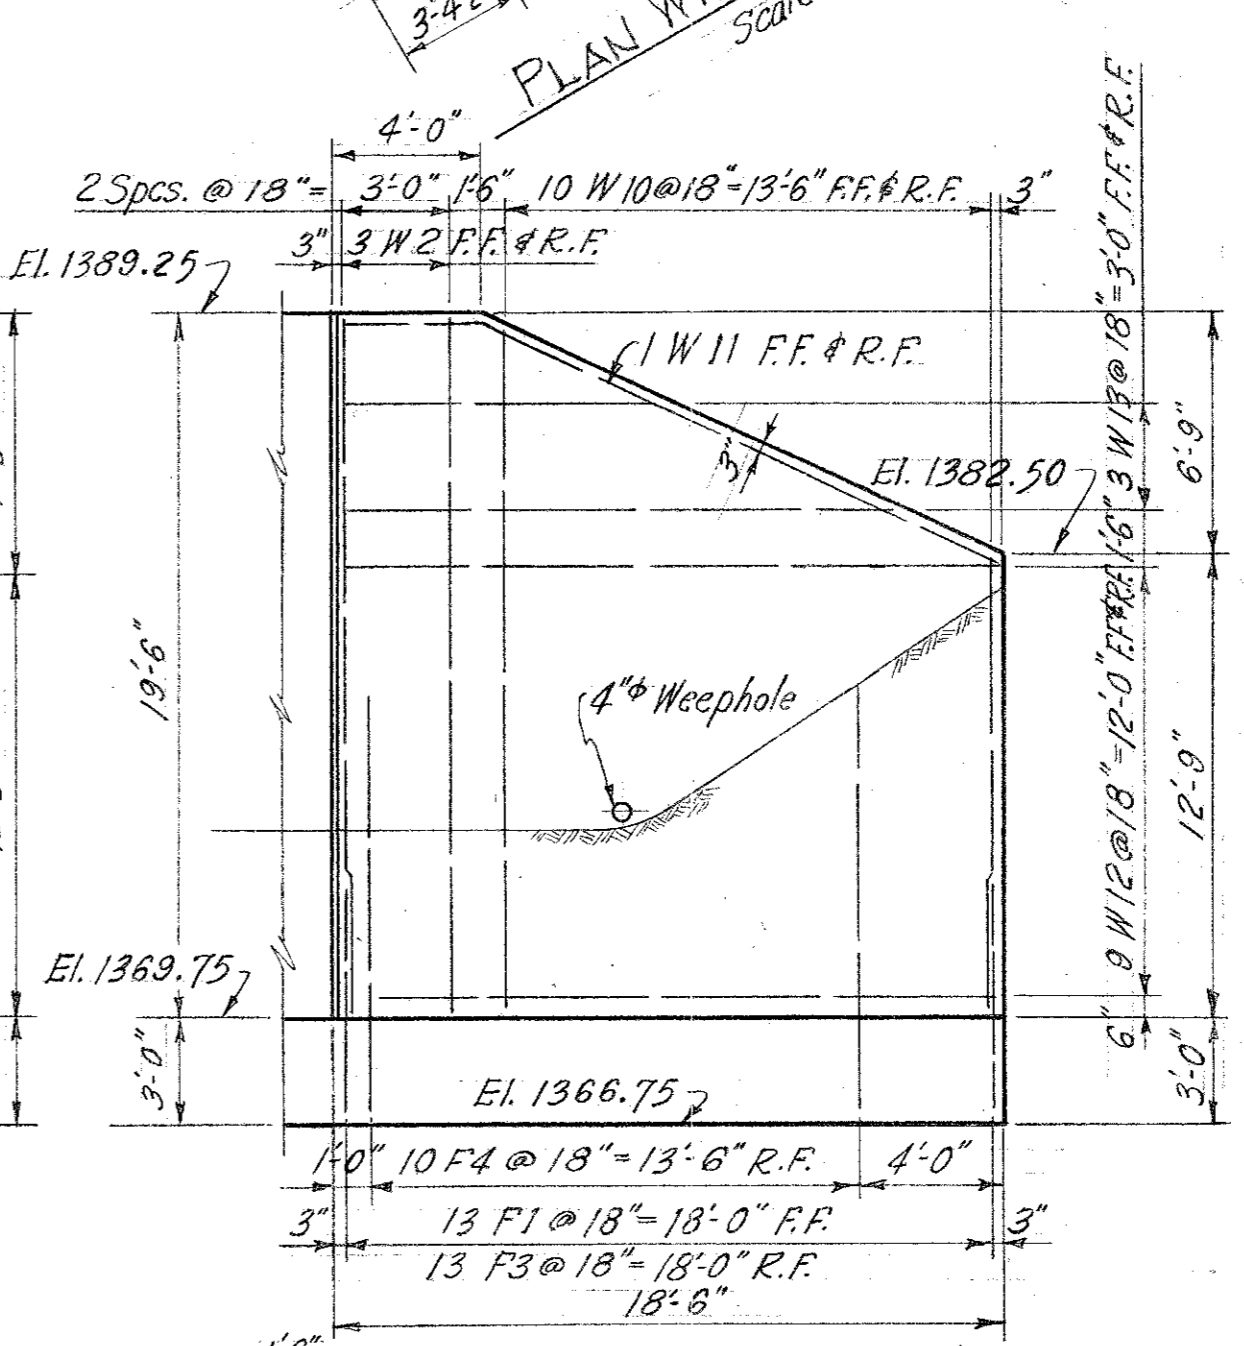 PLAN
4'-0"
2 Spcs. @ 18"= 3'-0" 1'-6" 10 W10@18"=13'-6" F.F. & R.F. 3"
3" 3 W2 F.F. & R.F.
El. 1389.25
1 W 11 F.F. & R.F.
3"
El. 1382.50
19'-6"
4"ϕ Weephole
El. 1369.75
3'-0"
El. 1366.75
6" 9 W12@18"=12'-0" F.F. & R.F. 1'-6" 3 W13@18"=3'-0" F.F. & R.F.
6'-9"
12'-9"
3'-0"
1'-0" 10 F4 @ 18"=13'-6" R.F. 4'-0"
3" 13 F1 @ 18"= 18'-0" F.F. 3"
13 F3 @ 18"= 18'-0" R.F.
18'-6"